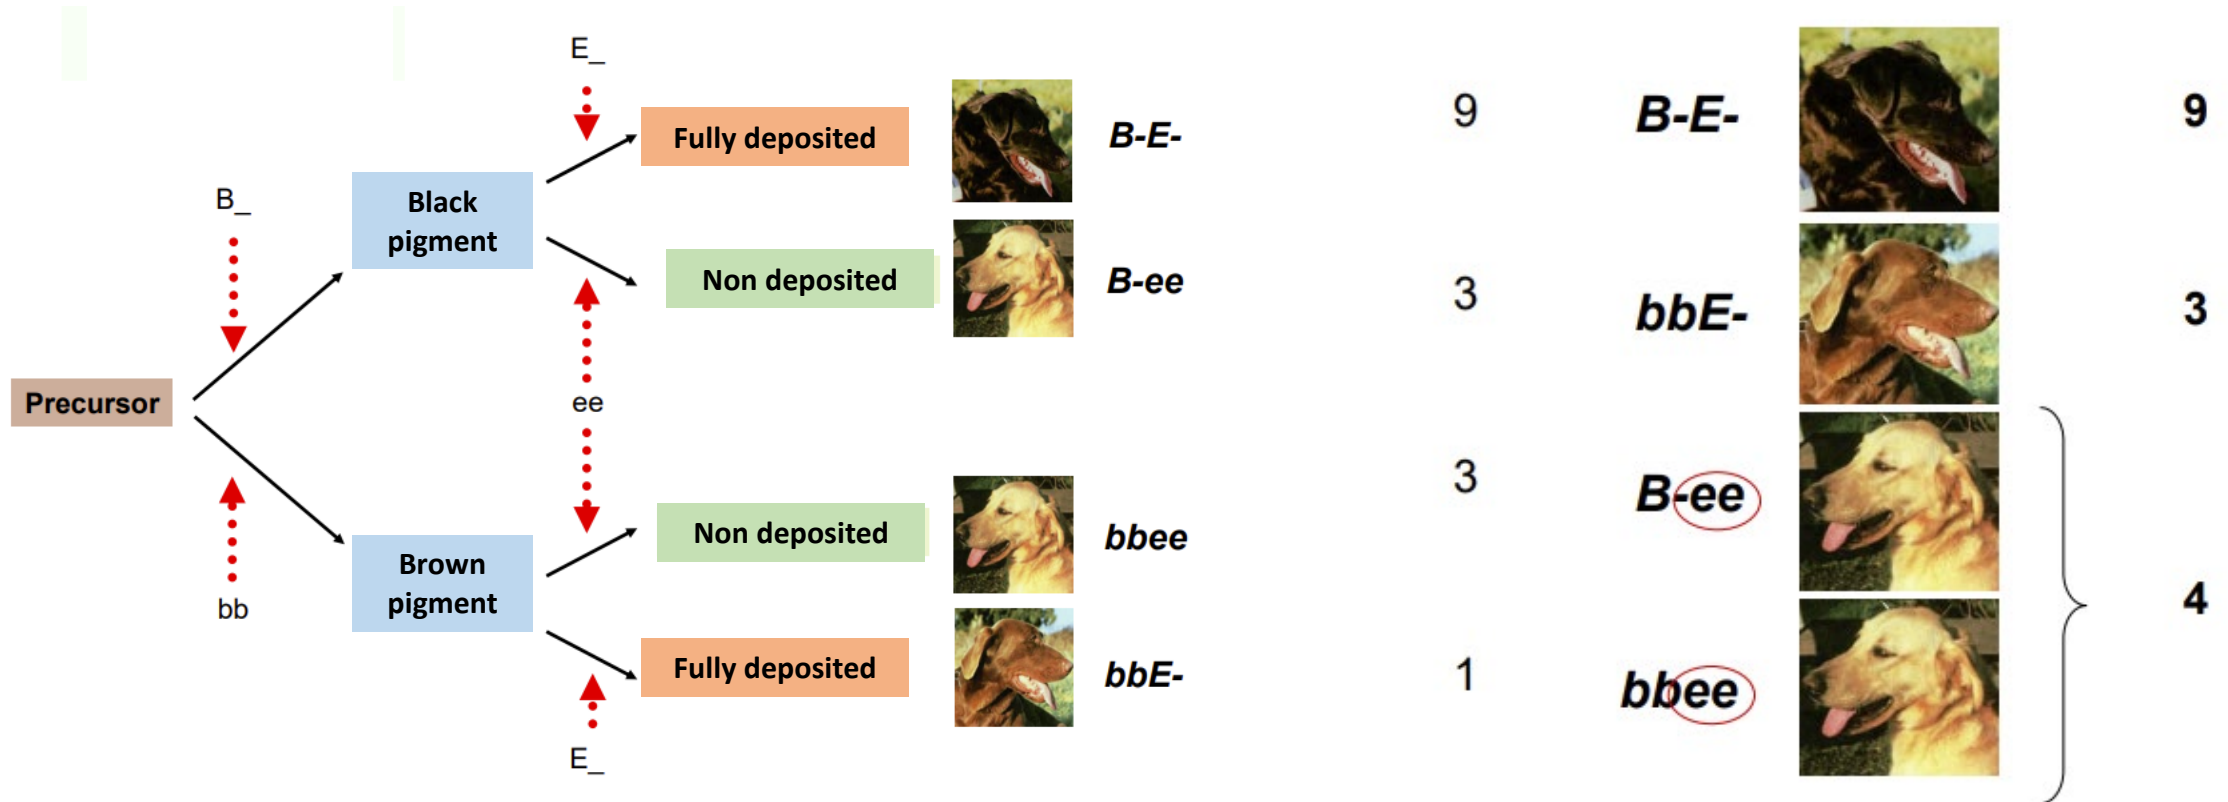 E_
Fully deposited
B-E-
9
B-E-
9
B_
Black
pigment
Non deposited
B-ee
3
bbE-
3
Precursor
ee
3
B-ee
Non deposited
bbee
Brown
pigment
4
bb
Fully deposited
bbE-
1
bbee
E_